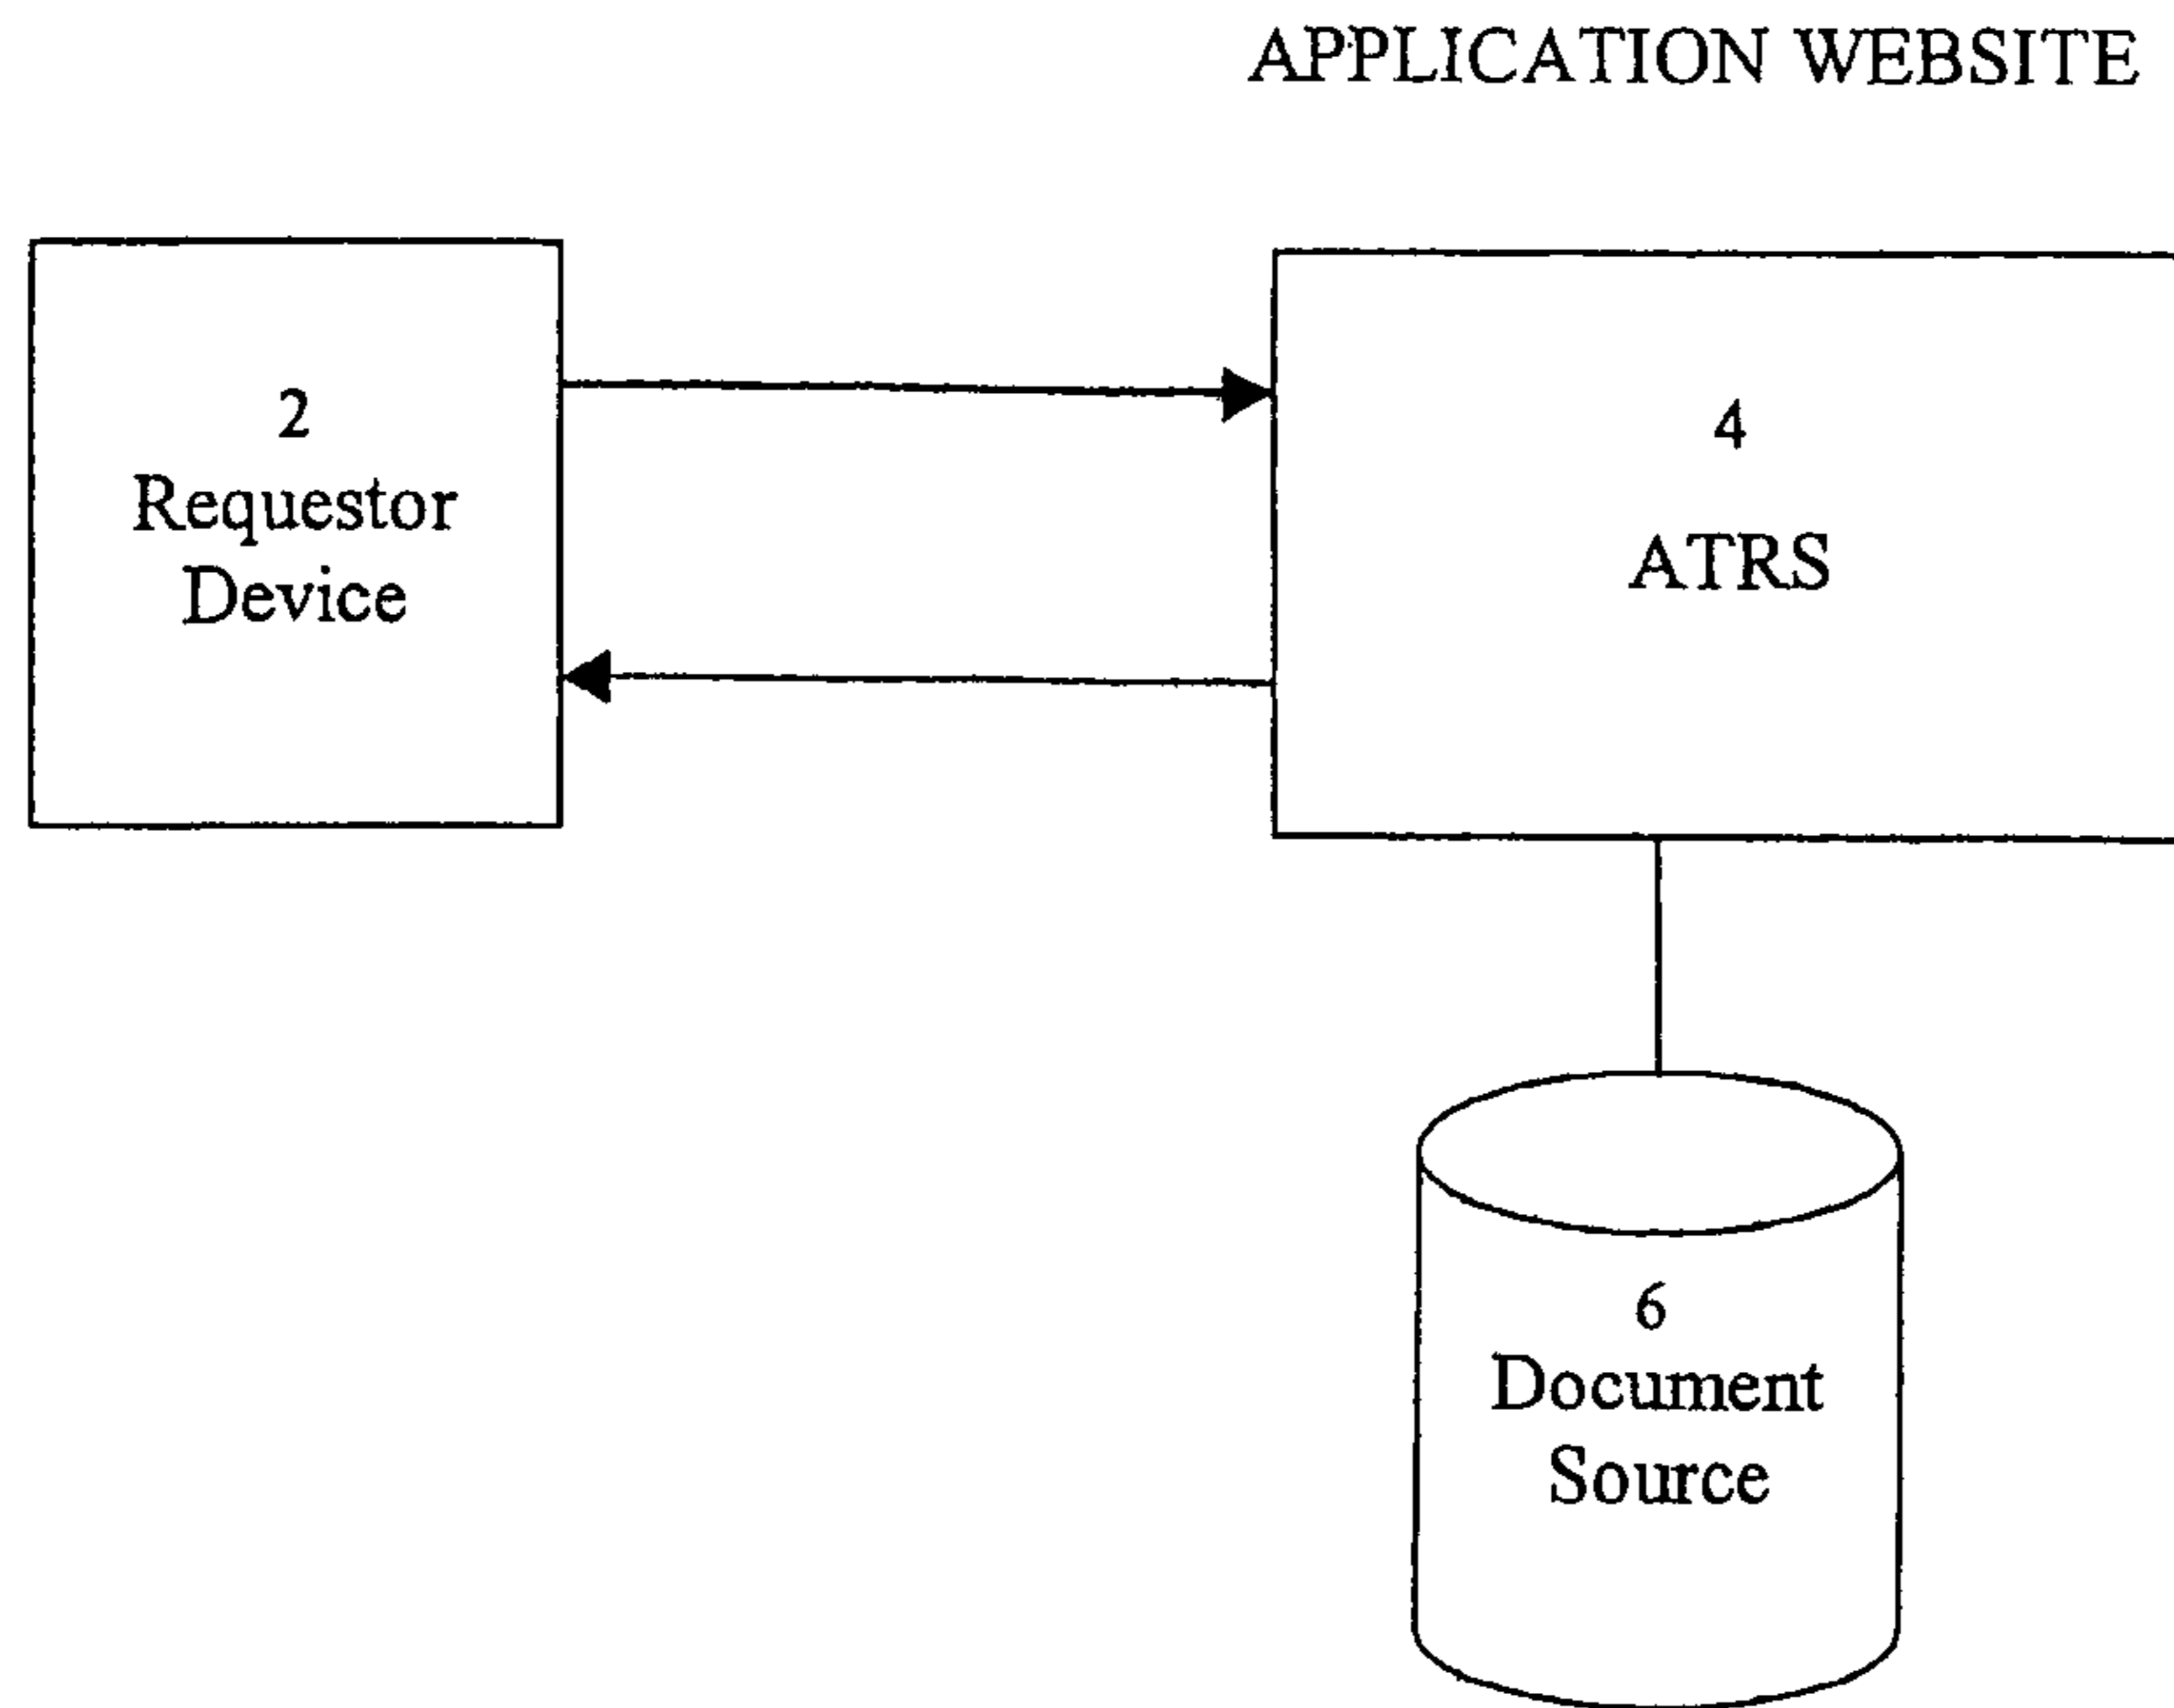 APPLICATION WEBSITE
2
Requestor
Device
4
ATRS
6
Document
Source